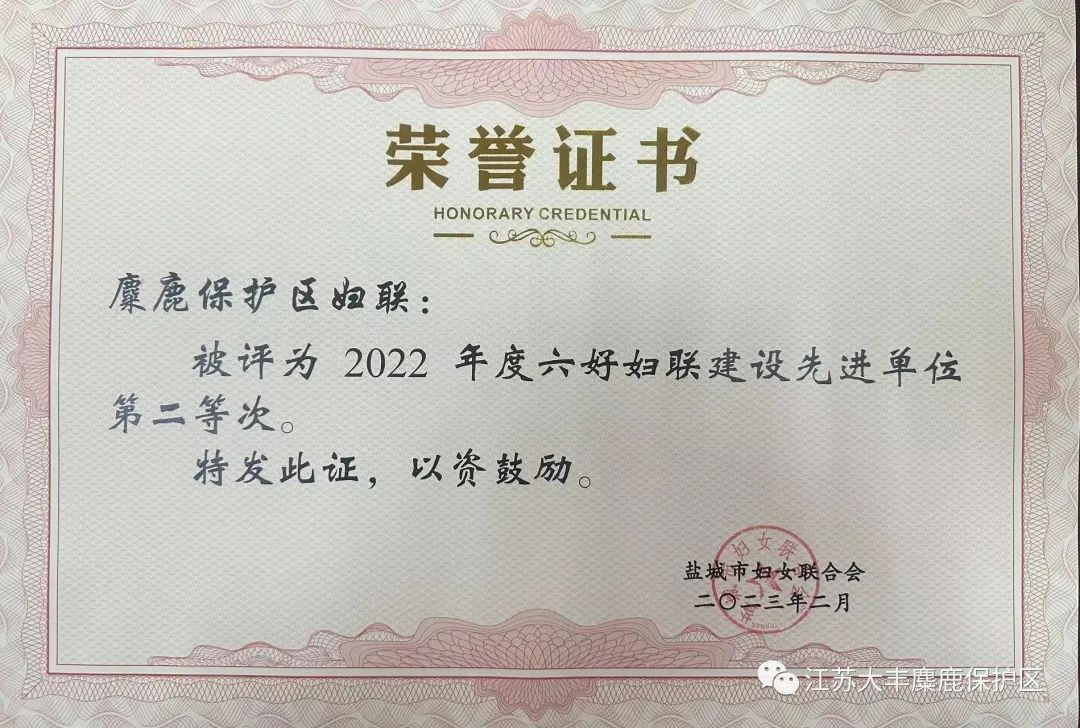 荣誉证书
HONORARY CREDENTIAL
麋鹿保护区妇联：
被评为 2022 年度六好妇联建设先进单位
第二等次。
特发此证，以资鼓励。
盐城市妇女联合会
二〇二三年二月
江苏大丰麋鹿保护区